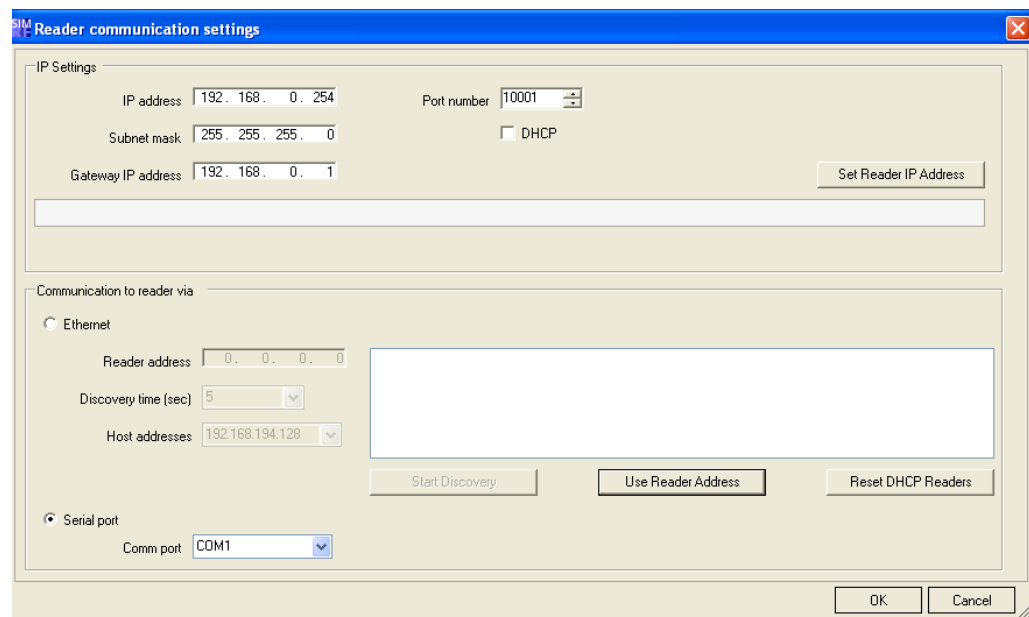 SIM Reader communication settings
IP Settings
IP address 192. 168. 0. 254 Port number 10001
Subnet mask 255. 255. 255. 0 DHCP
Gateway IP address 192. 168. 0. 1 Set Reader IP Address
Communication to reader via
Ethernet
Reader address 0. 0. 0. 0
Discovery time (sec) 5
Host addresses 192.168.194.128
Start Discovery Use Reader Address Reset DHCP Readers
Serial port
Comm port COM1
OK Cancel